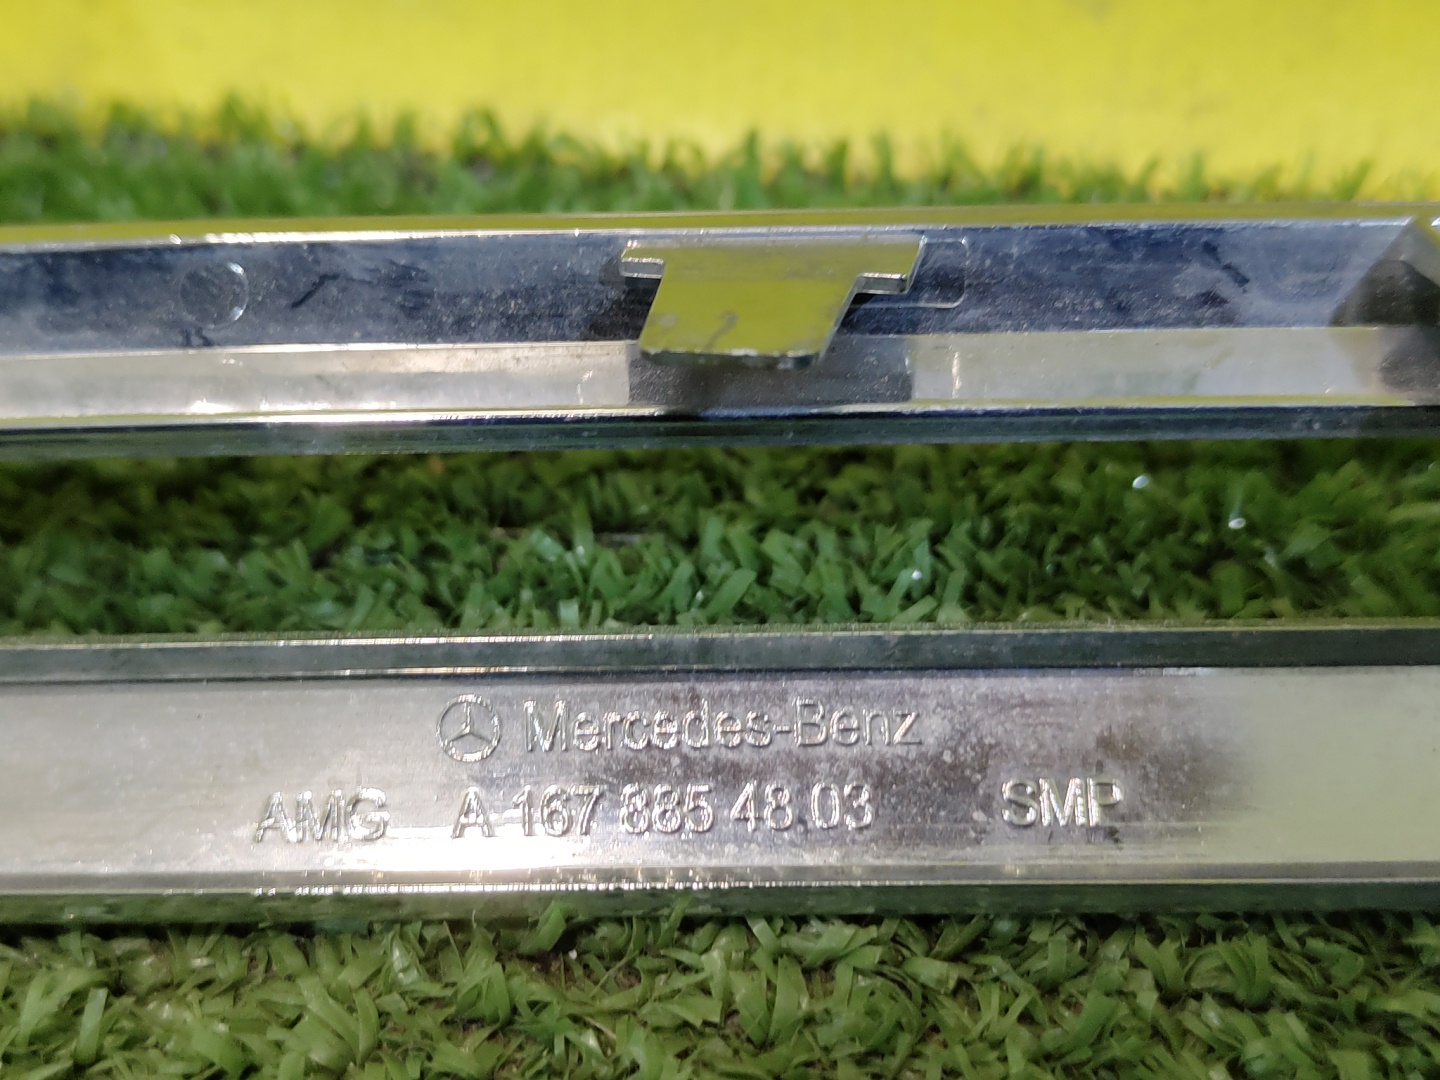 Mercedes-Benz
AMG A 167 885 48 03 SMP